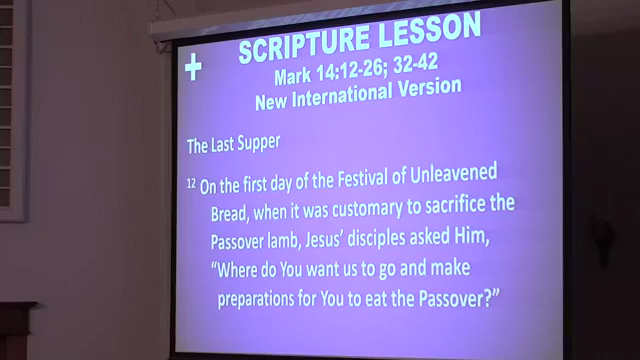 SCRIPTURE LESSON
Mark 14:12-26; 32-42
New International Version
The Last Supper
12 On the first day of the Festival of Unleavened
Bread, when it was customary to sacrifice the
Passover lamb, Jesus’ disciples asked Him,
“Where do You want us to go and make
preparations for You to eat the Passover?”